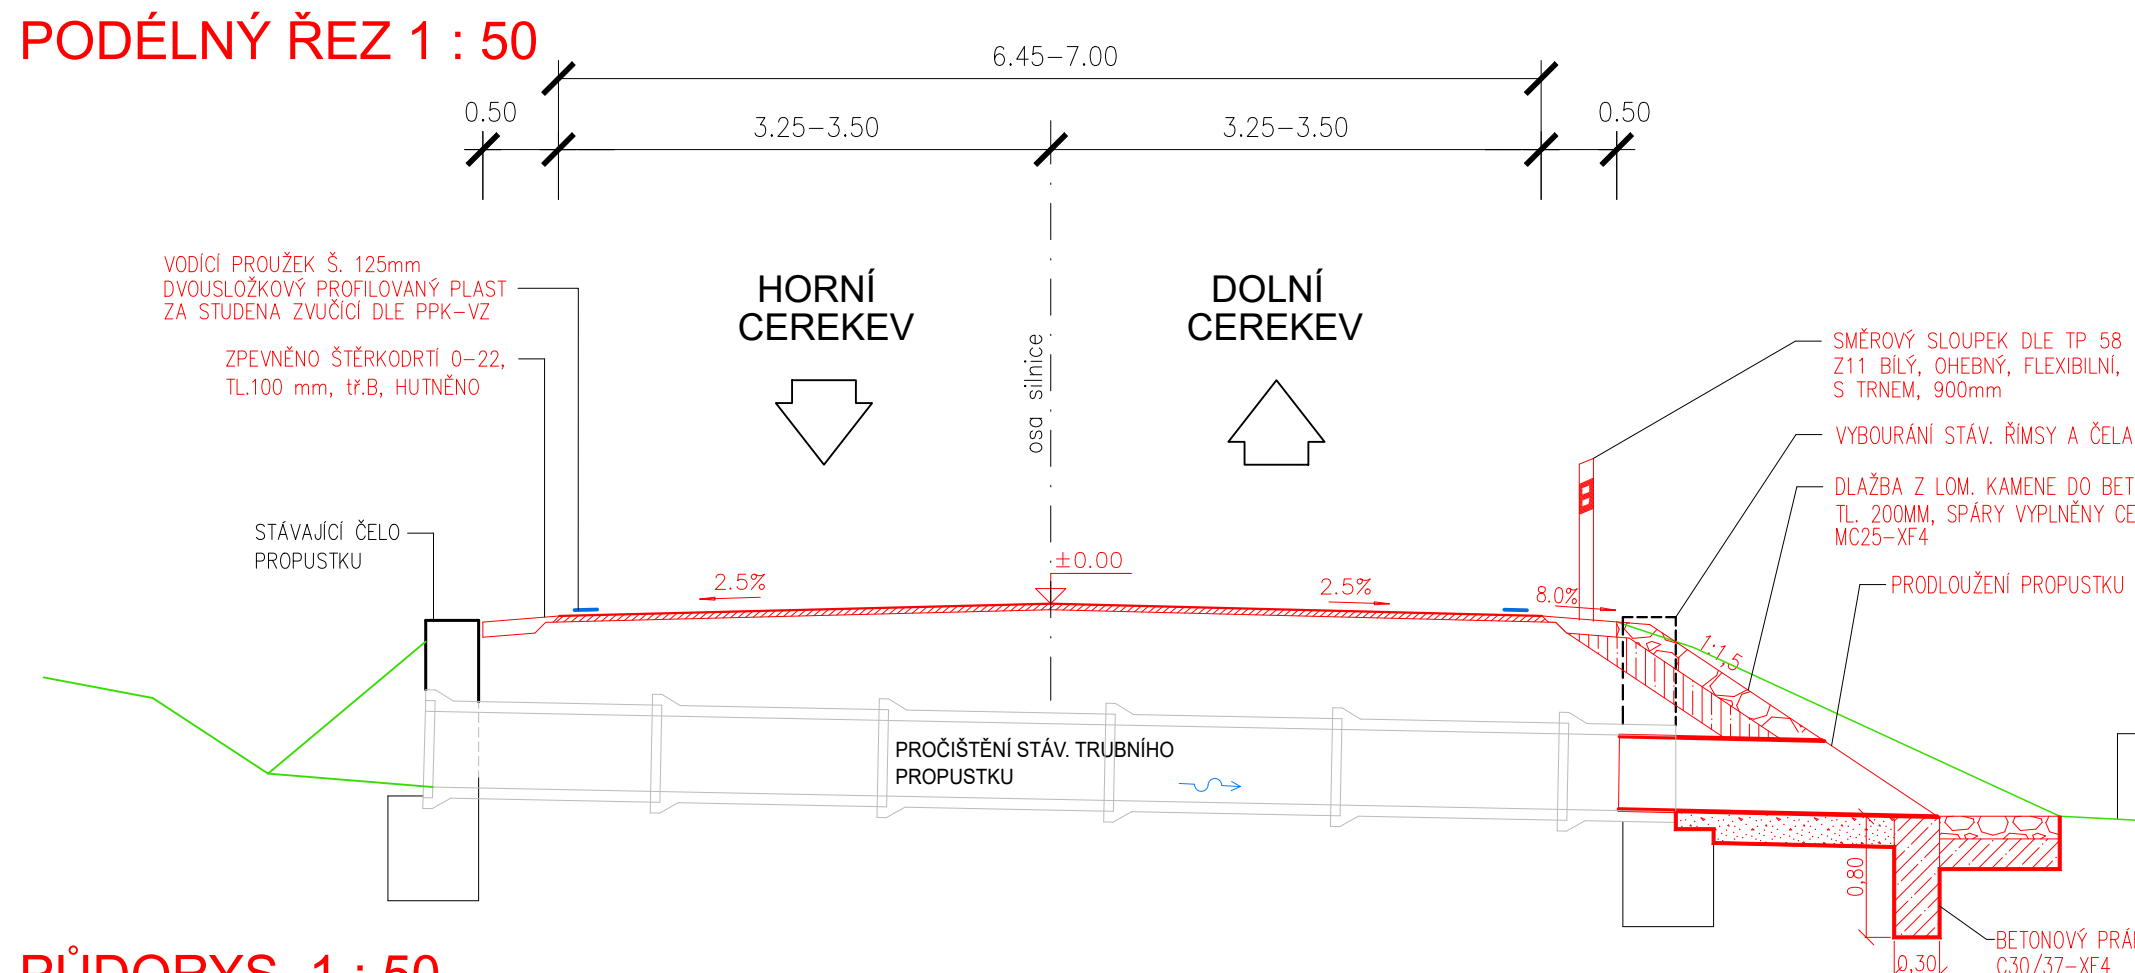 PODÉLNÝ ŘEZ 1 : 50
6.45-7.00
0.50
3.25-3.50
3.25-3.50
0.50
VODÍCÍ PROUŽEK Š. 125mm
DVOUSLOŽKOVÝ PROFILOVANÝ PLAST
ZA STUDENA ZVUČÍCÍ DLE PPK-VZ
ZPEVNĚNO ŠTĚRKODRTÍ 0-22,
TL.100 mm, tř.B, HUTNĚNO
STÁVAJÍCÍ ČELO
PROPUSTKU
HORNÍ
CEREKEV
osa silnice
DOLNÍ
CEREKEV
SMĚROVÝ SLOUPEK DLE TP 58
Z11 BÍLÝ, OHEBNÝ, FLEXIBILNÍ,
S TRNEM, 900mm
VYBOURÁNÍ STÁV. ŘÍMSY A ČELA
DLAŽBA Z LOM. KAMENE DO BET
TL. 200MM, SPÁRY VYPLNĚNY CE
MC25-XF4
PRODLOUŽENÍ PROPUSTKU
2.5%
±0.00
2.5%
8.0%
1:1,5
PROČIŠTĚNÍ STÁV. TRUBNÍHO
PROPUSTKU
0,80
0,30
BETONOVÝ PRÁH
C30/37-XF4
PŮDORYS 1 : 50